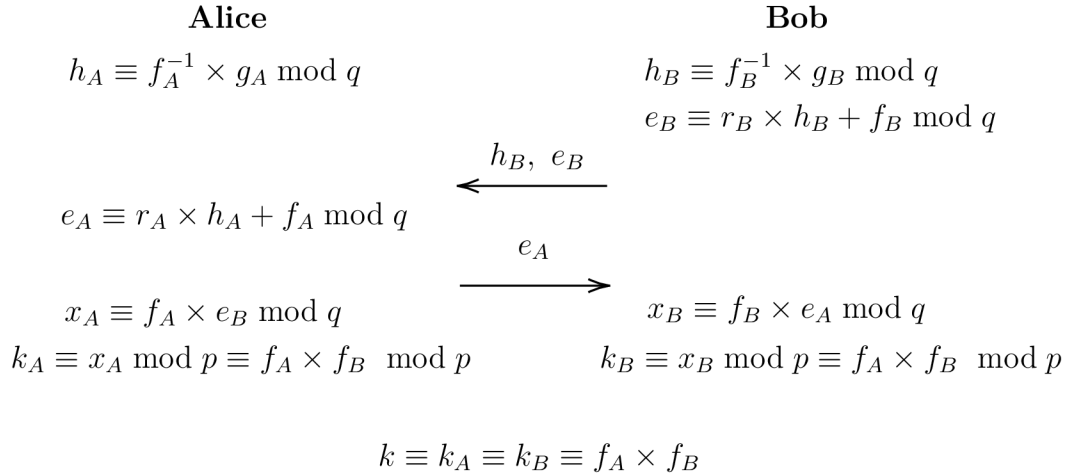 Alice Bob
h_A ≡ f_A^{-1} × g_A mod q h_B ≡ f_B^{-1} × g_B mod q
e_B ≡ r_B × h_B + f_B mod q
h_B, e_B
e_A ≡ r_A × h_A + f_A mod q
e_A
x_A ≡ f_A × e_B mod q x_B ≡ f_B × e_A mod q
k_A ≡ x_A mod p ≡ f_A × f_B mod p k_B ≡ x_B mod p ≡ f_A × f_B mod p
k ≡ k_A ≡ k_B ≡ f_A × f_B